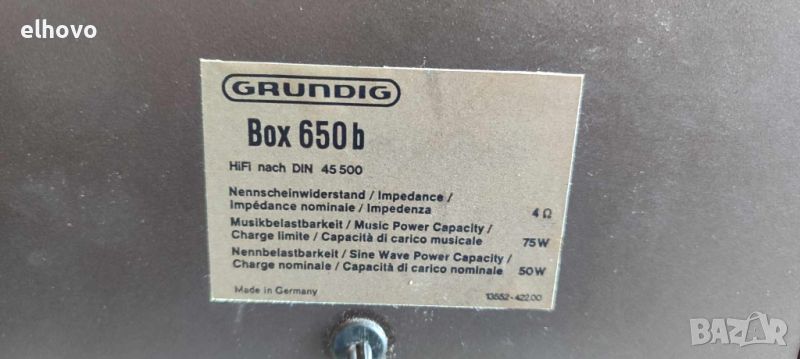 elhovo
GRUNDIG
Box 650 b
HiFi nach DIN 45 500
Nennscheinwiderstand / Impedance /
Impédance nominale / Impedenza 4 Ω
Musikbelastbarkeit / Music Power Capacity /
Charge limite / Capacità di carico musicale 75 W
Nennbelastbarkeit / Sine Wave Power Capacity /
Charge nominale / Capacità di carico nominale 50 W
Made in Germany 13552-422.00
BAZAR